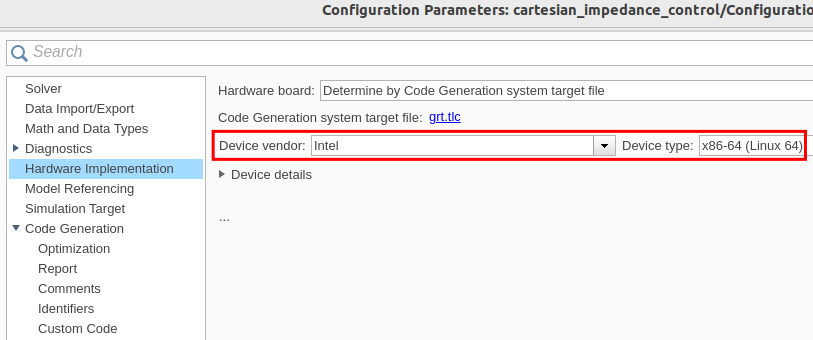 Configuration Parameters: cartesian_impedance_control/Configuratio
Search
Solver
Data Import/Export
Math and Data Types
Diagnostics
Hardware Implementation
Model Referencing
Simulation Target
Code Generation
Optimization
Report
Comments
Identifiers
Custom Code
Hardware board: Determine by Code Generation system target file
Code Generation system target file: grt.tlc
Device vendor: Intel Device type: x86-64 (Linux 64)
Device details
...